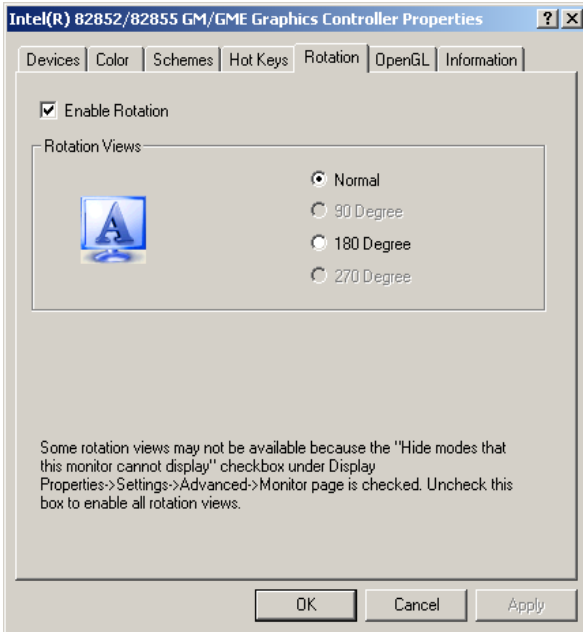 Intel(R) 82852/82855 GM/GME Graphics Controller Properties
Devices Color Schemes Hot Keys Rotation OpenGL Information
Enable Rotation
Rotation Views
A
Normal
90 Degree
180 Degree
270 Degree
Some rotation views may not be available because the "Hide modes that
this monitor cannot display" checkbox under Display
Properties->Settings->Advanced->Monitor page is checked. Uncheck this
box to enable all rotation views.
OK Cancel Apply